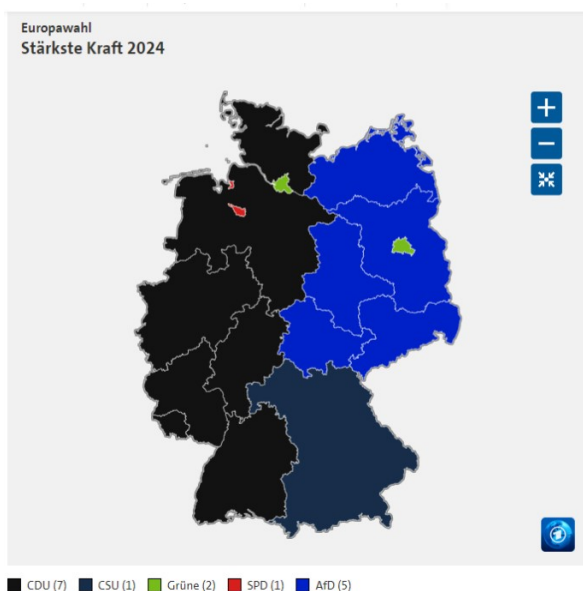 Europawahl
Stärkste Kraft 2024
CDU (7) CSU (1) Grüne (2) SPD (1) AfD (5)